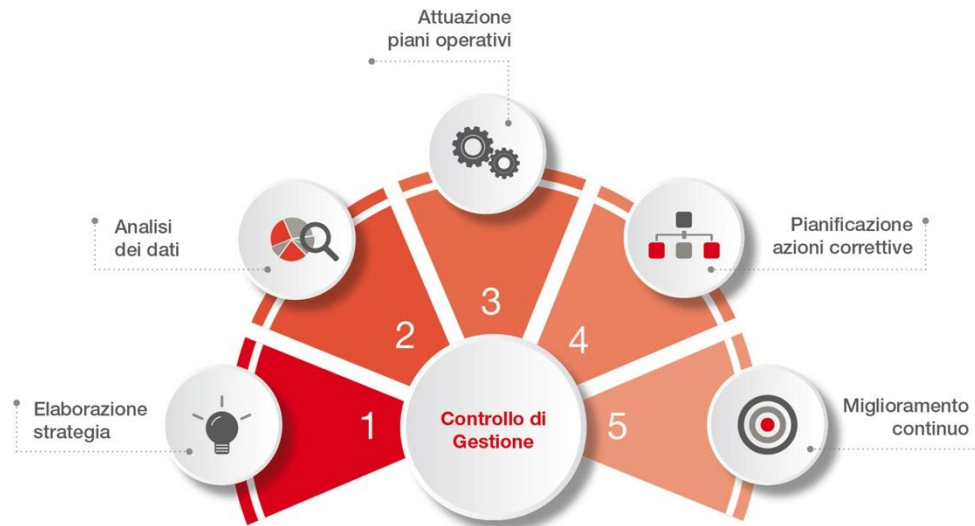 Attuazione
piani operativi
Analisi
dei dati
Pianificazione
azioni correttive
2
3
4
Elaborazione
strategia
1
Controllo di
Gestione
5
Miglioramento
continuo